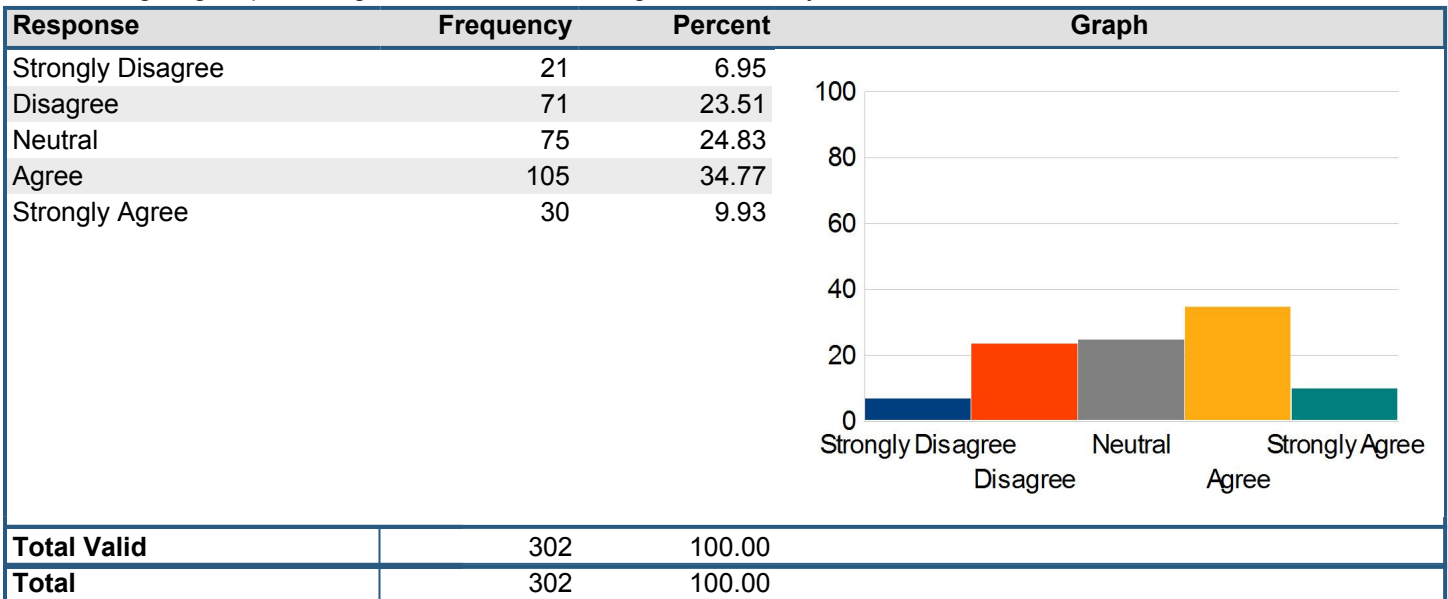 Response Frequency Percent Graph
Strongly Disagree 21 6.95
Disagree 71 23.51
Neutral 75 24.83
Agree 105 34.77
Strongly Agree 30 9.93
100
80
60
40
20
0
Strongly Disagree Neutral Strongly Agree
Disagree Agree
Total Valid 302 100.00
Total 302 100.00